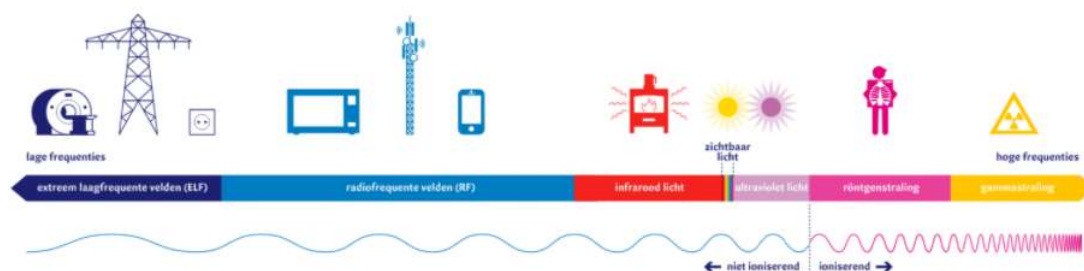 zichtbaar
licht
lage frequenties
hoge frequenties
extreem laagfrequente velden (ELF)
radiofrequente velden (RF)
infrarood licht
ultraviolet licht
röntgenstraling
gammastraling
niet ioniserend
ioniserend